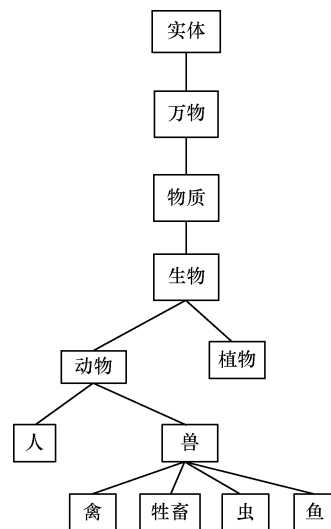 实体
万物
物质
生物
动物 植物
人 兽
禽 牲畜 虫 鱼